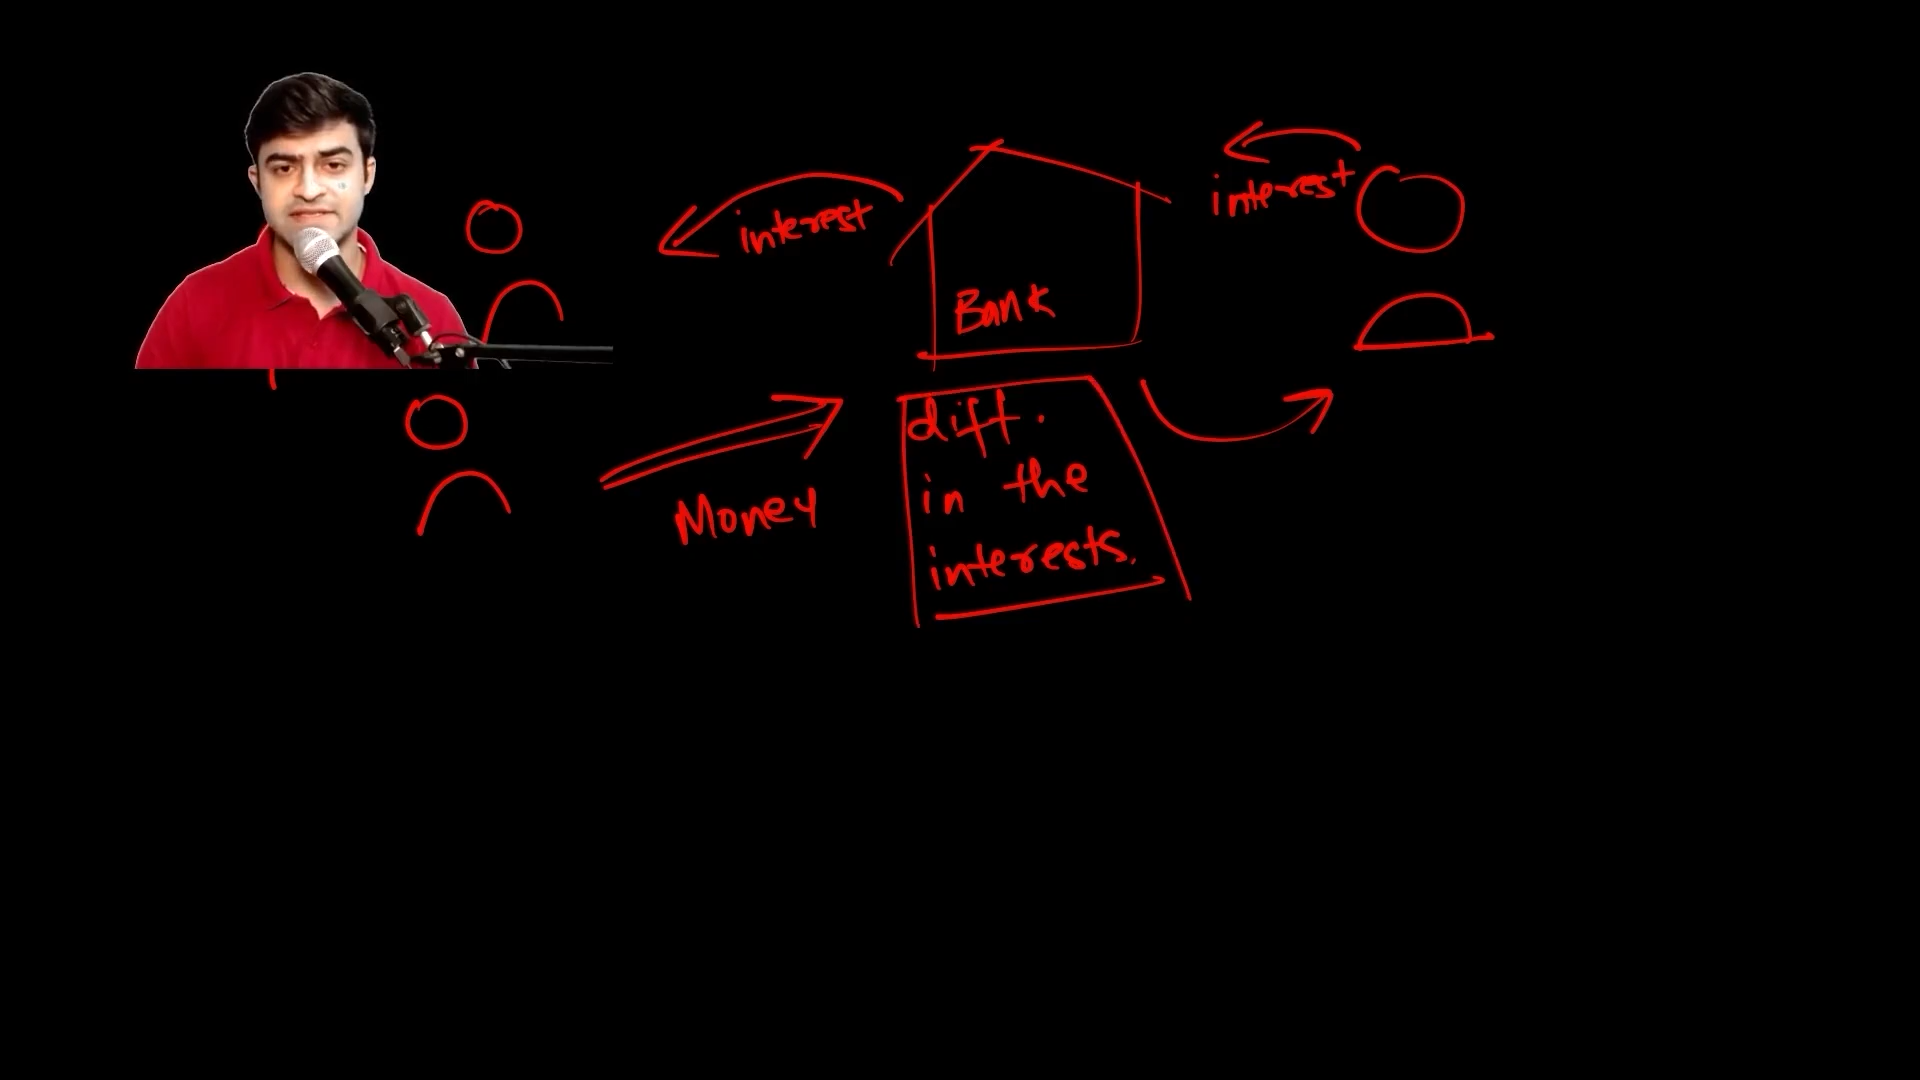 interest
interest
Bank
diff.
in the
interests.
Money